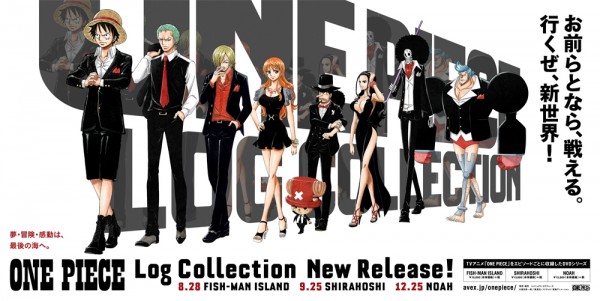 ONE PIECE
LOG COLLECTION
お前らとなら、戦える。
行くぜ、新世界！
夢・冒険・感動は、
最後の海へ。
ONE PIECE Log Collection New Release!
8.28 FISH-MAN ISLAND 9.25 SHIRAHOSHI 12.25 NOAH
TVアニメ「ONE PIECE」をエピソードごとに収録したDVDシリーズ
FISH-MAN ISLAND SHIRAHOSHI NOAH
avex.jp/onepiece/